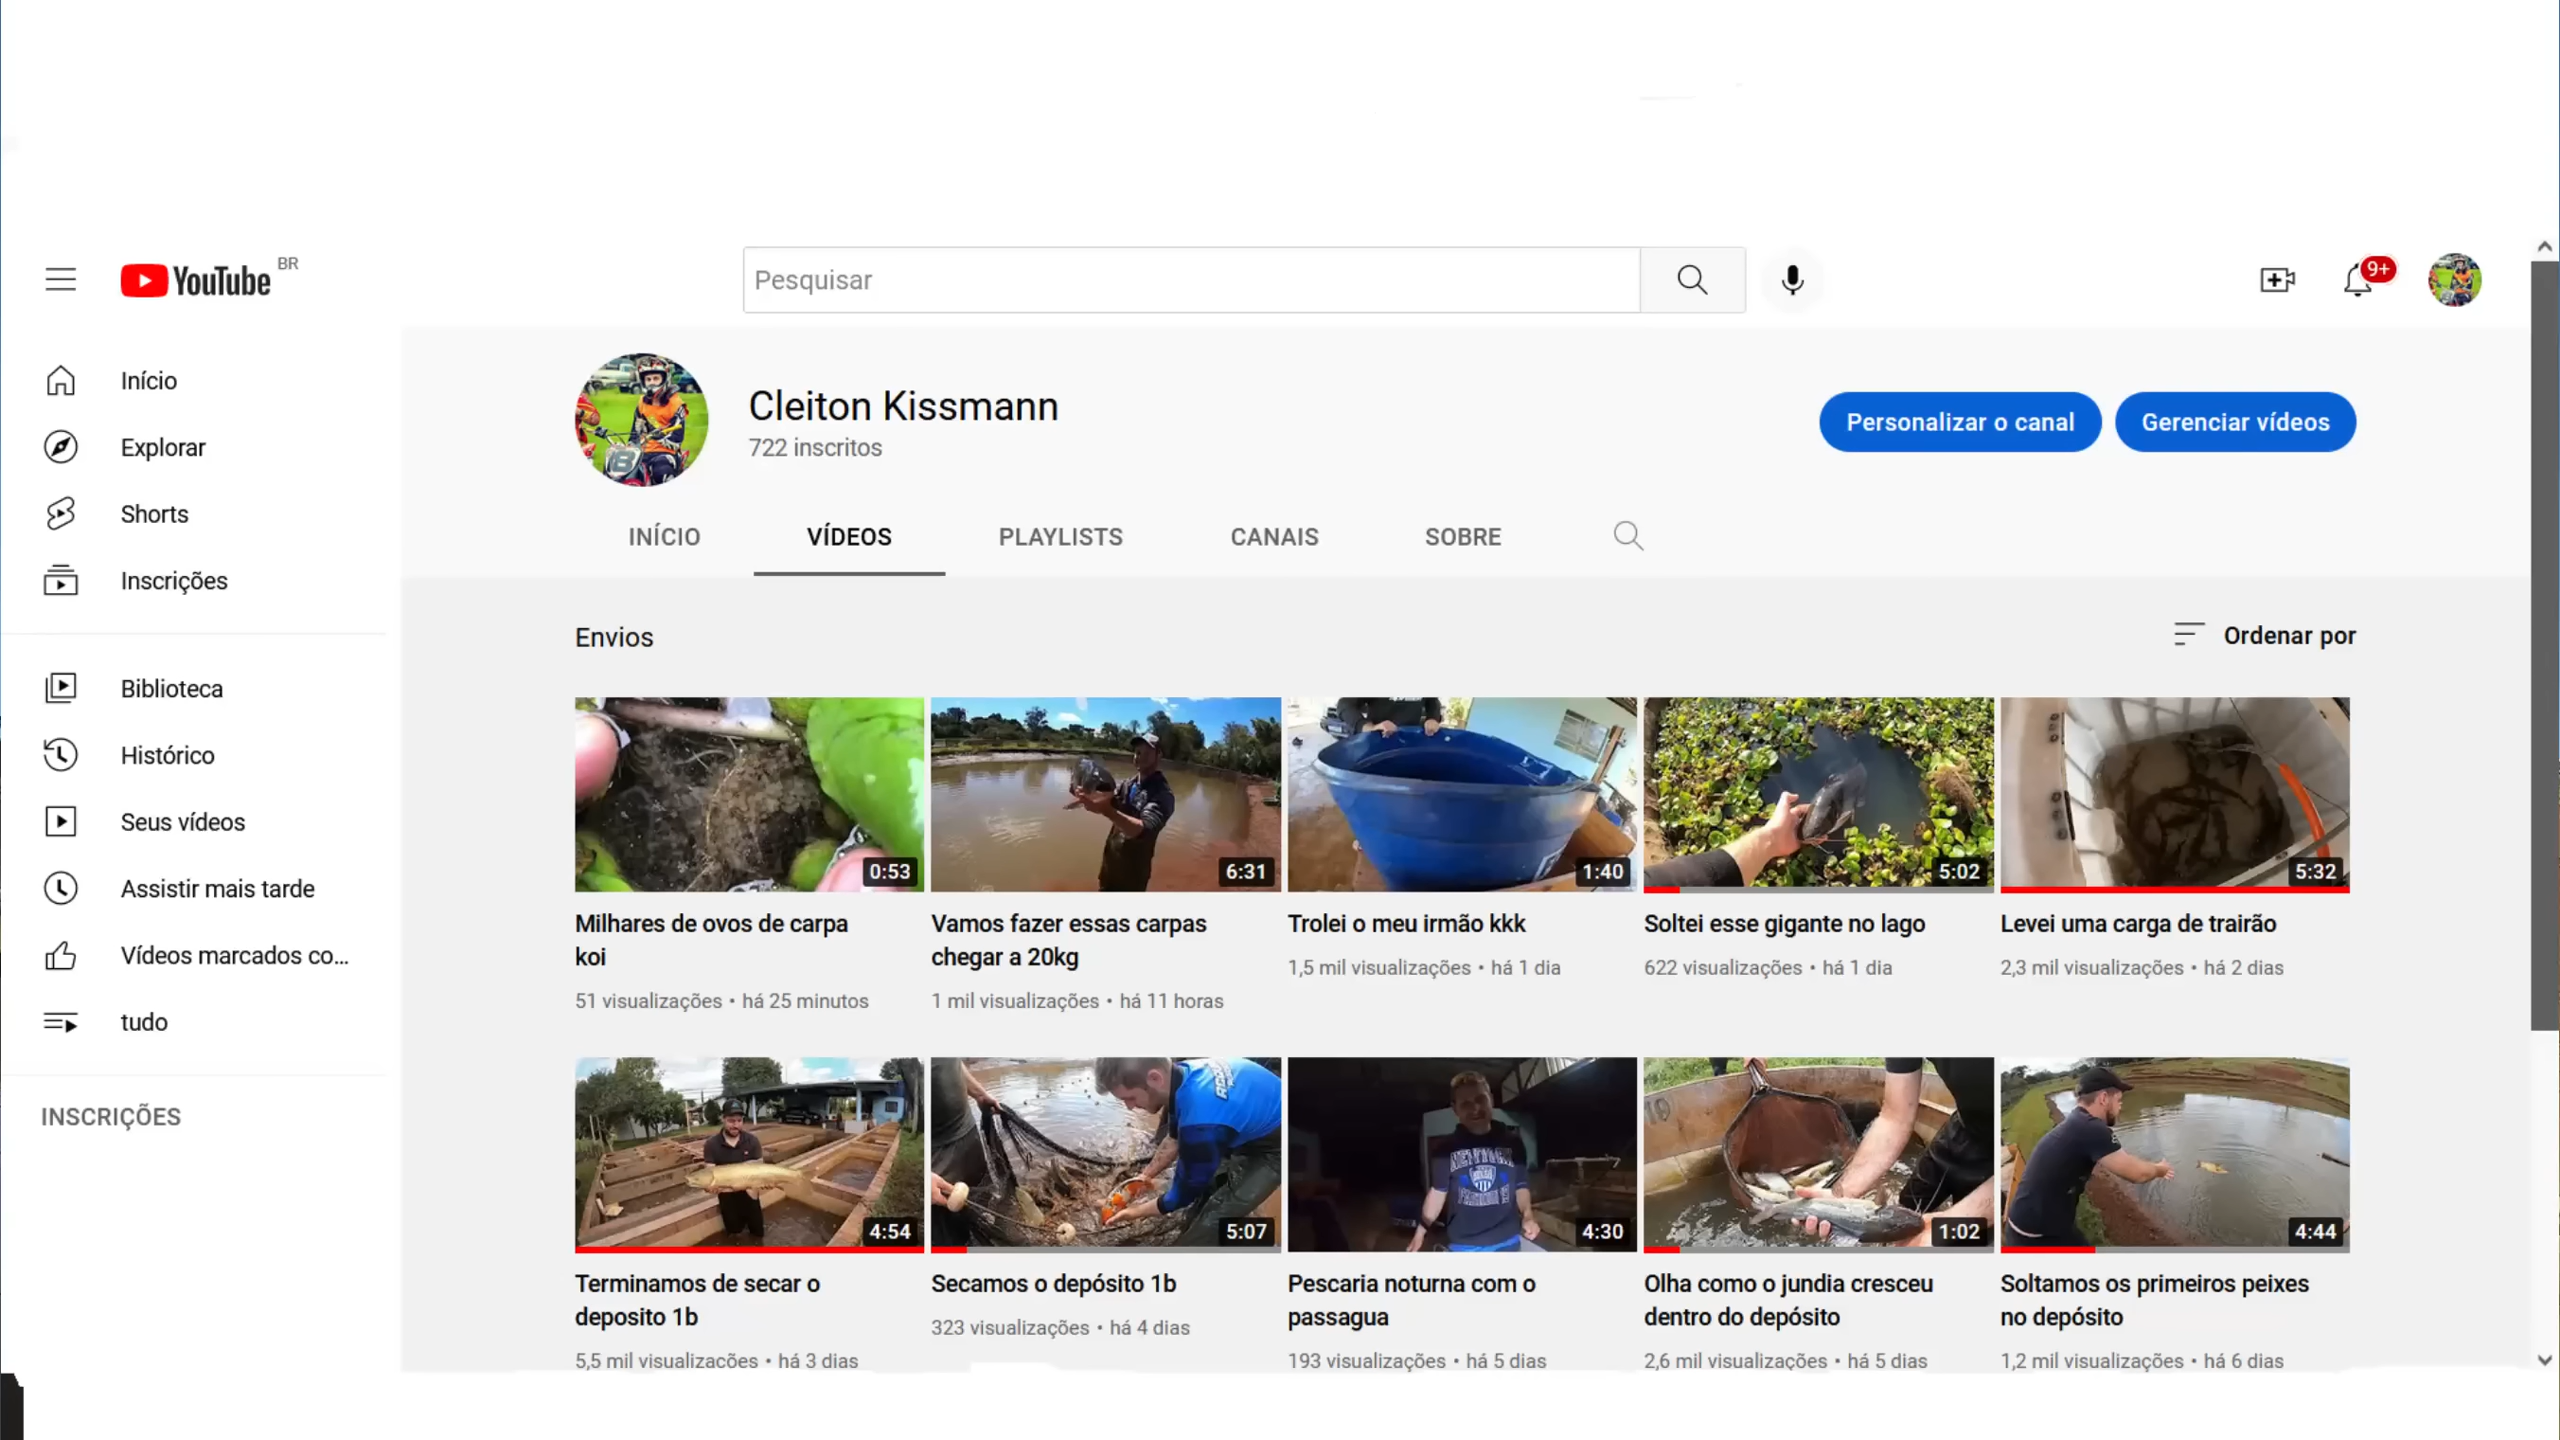 YouTube BR
Pesquisar
9+
Início
Explorar
Shorts
Inscrições
Biblioteca
Histórico
Seus vídeos
Assistir mais tarde
Vídeos marcados co...
tudo
INSCRIÇÕES
Cleiton Kissmann
722 inscritos
Personalizar o canal
Gerenciar vídeos
INÍCIO VÍDEOS PLAYLISTS CANAIS SOBRE
Envios
Ordenar por
0:53
Milhares de ovos de carpa
koi
51 visualizações • há 25 minutos
6:31
Vamos fazer essas carpas
chegar a 20kg
1 mil visualizações • há 11 horas
1:40
Trolei o meu irmão kkk
1,5 mil visualizações • há 1 dia
5:02
Soltei esse gigante no lago
622 visualizações • há 1 dia
5:32
Levei uma carga de trairão
2,3 mil visualizações • há 2 dias
4:54
Terminamos de secar o
deposito 1b
5,5 mil visualizações • há 3 dias
5:07
Secamos o depósito 1b
323 visualizações • há 4 dias
4:30
Pescaria noturna com o
passagua
193 visualizações • há 5 dias
1:02
Olha como o jundia cresceu
dentro do depósito
2,6 mil visualizações • há 5 dias
4:44
Soltamos os primeiros peixes
no depósito
1,2 mil visualizações • há 6 dias